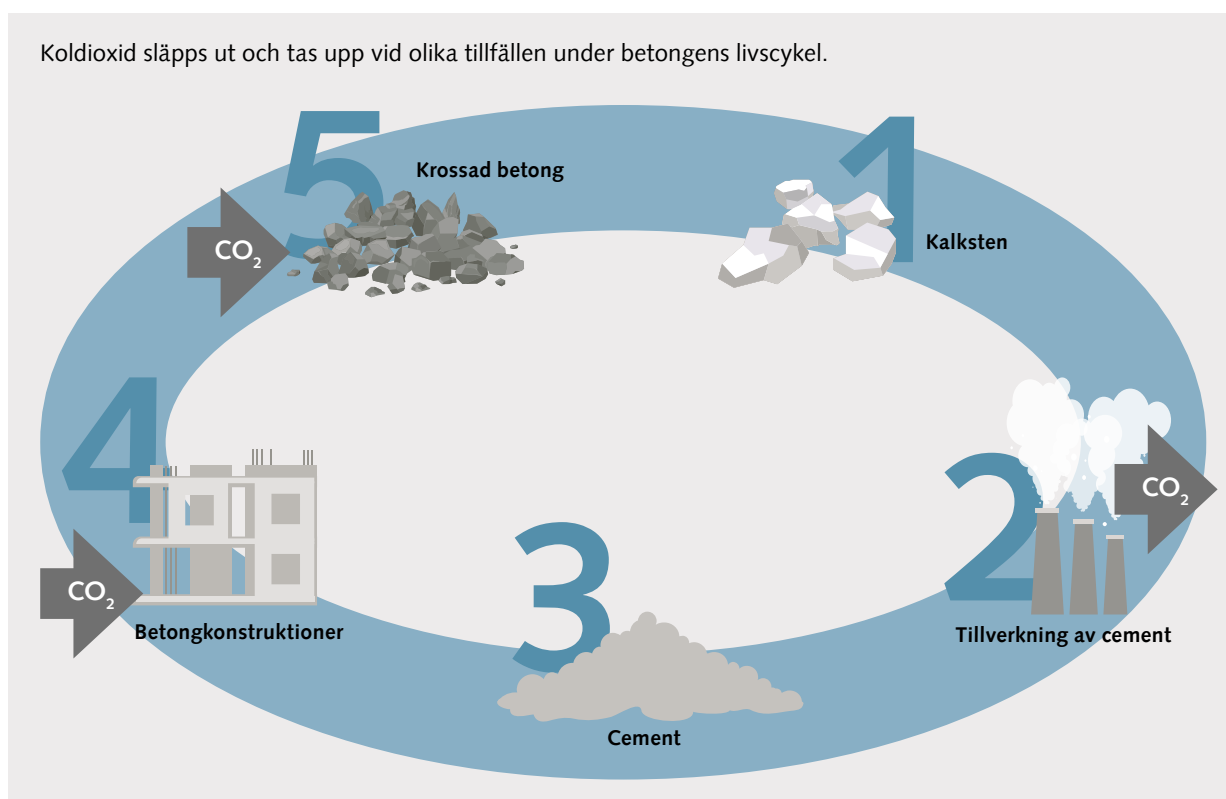 Koldioxid släpps ut och tas upp vid olika tillfällen under betongens livscykel.
1
Kalksten
2
CO₂
Tillverkning av cement
3
Cement
4
CO₂
Betongkonstruktioner
5
Krossad betong
CO₂